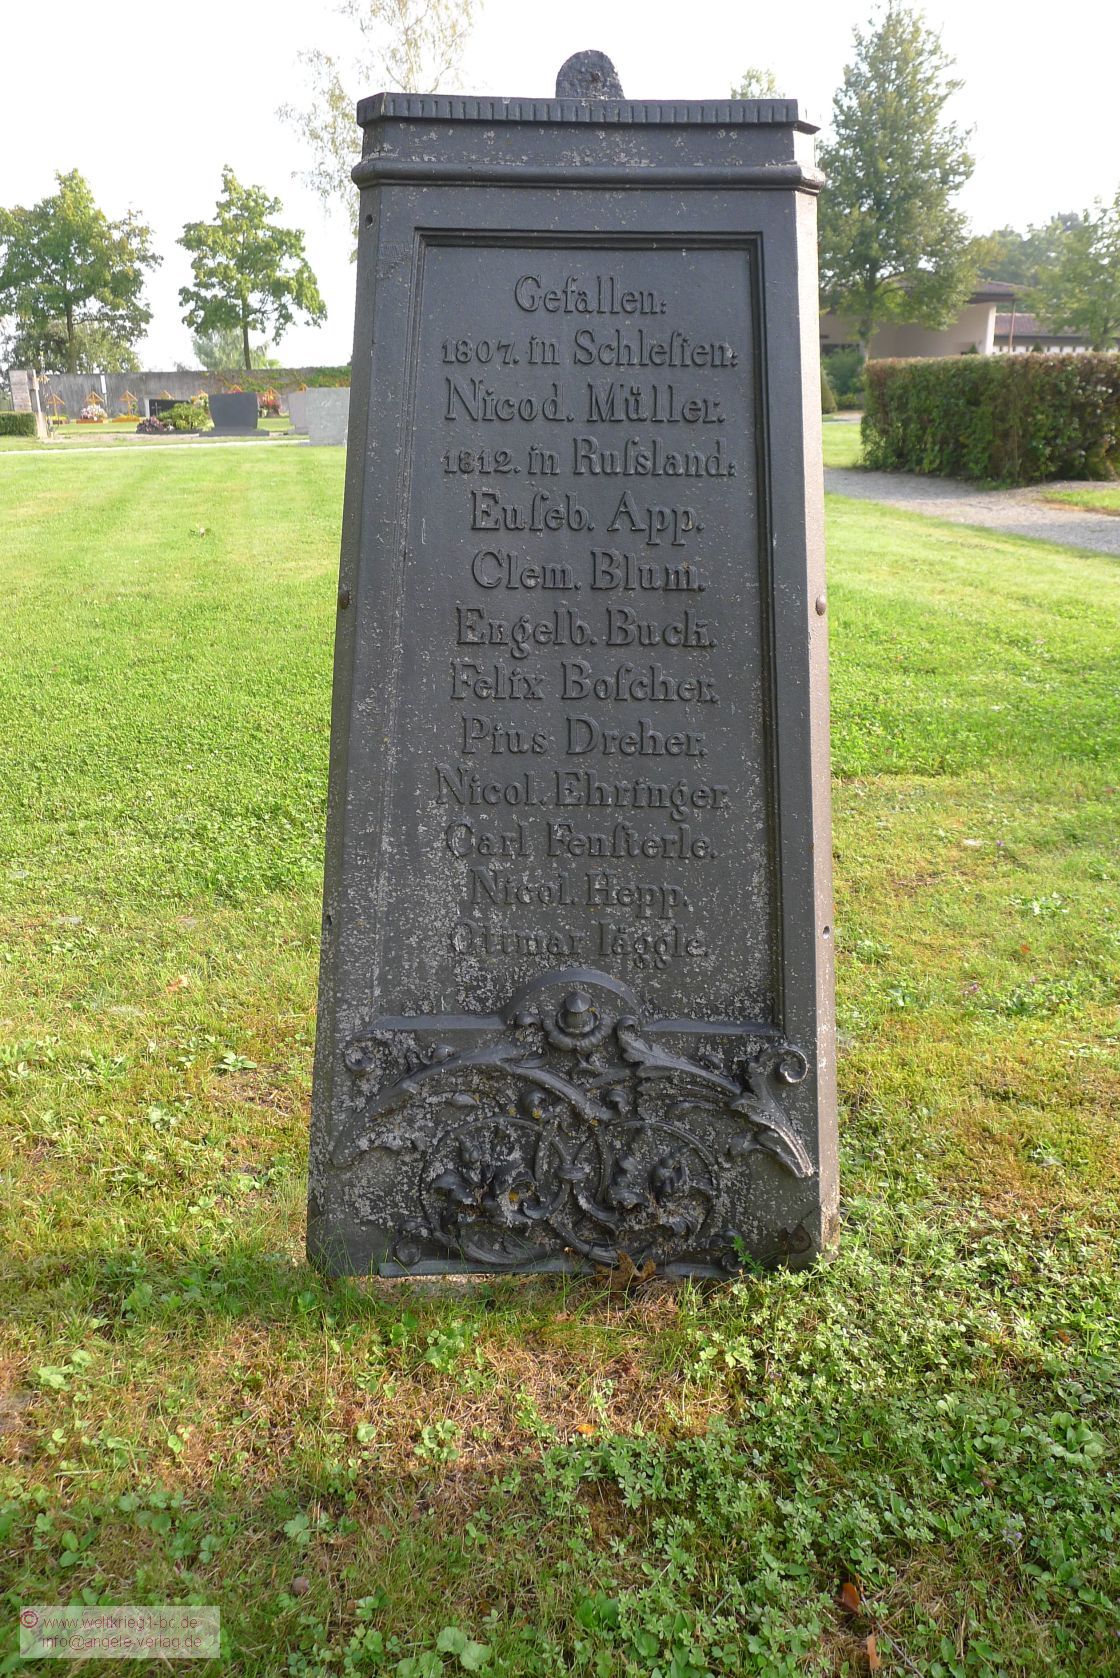 Gefallen:
1807. in Schleſien:
Nicod. Müller.
1812. in Ruſsland:
Euſeb. App.
Clem. Blum.
Engelb. Buck.
Felix Boſcher.
Pius Dreher.
Nicol. Ehringer.
Carl Fenſterle.
Nicol. Hepp.
Ottmar Iäggle.
© www.weltkrieg1-bc.de
info@angele-verlag.de